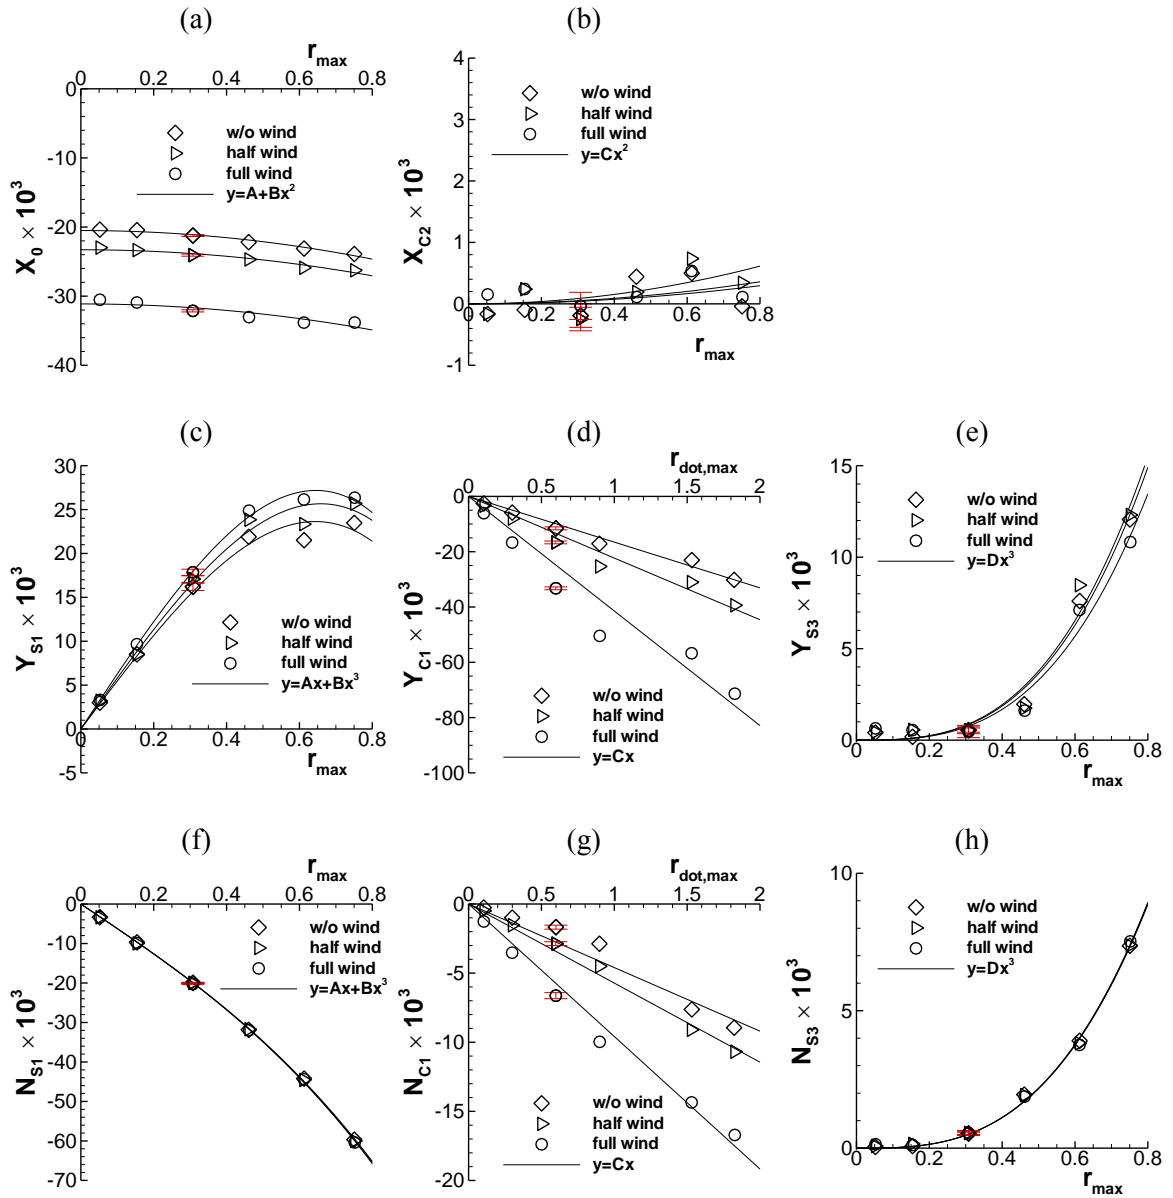 (a)
r_max
0 0.2 0.4 0.6 0.8
0
-10
-20
-30
-40
X_0 × 10^3
w/o wind
half wind
full wind
y=A+Bx^2
(b)
4
3
2
1
0
-1
X_C2 × 10^3
w/o wind
half wind
full wind
y=Cx^2
0 0.2 0.4 0.6 0.8
r_max
(c)
30
25
20
15
10
5
0
-5
Y_S1 × 10^3
w/o wind
half wind
full wind
y=Ax+Bx^3
0 0.2 0.4 0.6 0.8
r_max
(d)
r_dot,max
0 0.5 1 1.5 2
0
-20
-40
-60
-80
-100
Y_C1 × 10^3
w/o wind
half wind
full wind
y=Cx
(e)
15
10
5
0
Y_S3 × 10^3
w/o wind
half wind
full wind
y=Dx^3
0 0.2 0.4 0.6 0.8
r_max
(f)
r_max
0 0.2 0.4 0.6 0.8
0
-10
-20
-30
-40
-50
-60
-70
N_S1 × 10^3
w/o wind
half wind
full wind
y=Ax+Bx^3
(g)
r_dot,max
0 0.5 1 1.5 2
0
-5
-10
-15
-20
N_C1 × 10^3
w/o wind
half wind
full wind
y=Cx
(h)
10
5
0
N_S3 × 10^3
w/o wind
half wind
full wind
y=Dx^3
0 0.2 0.4 0.6 0.8
r_max